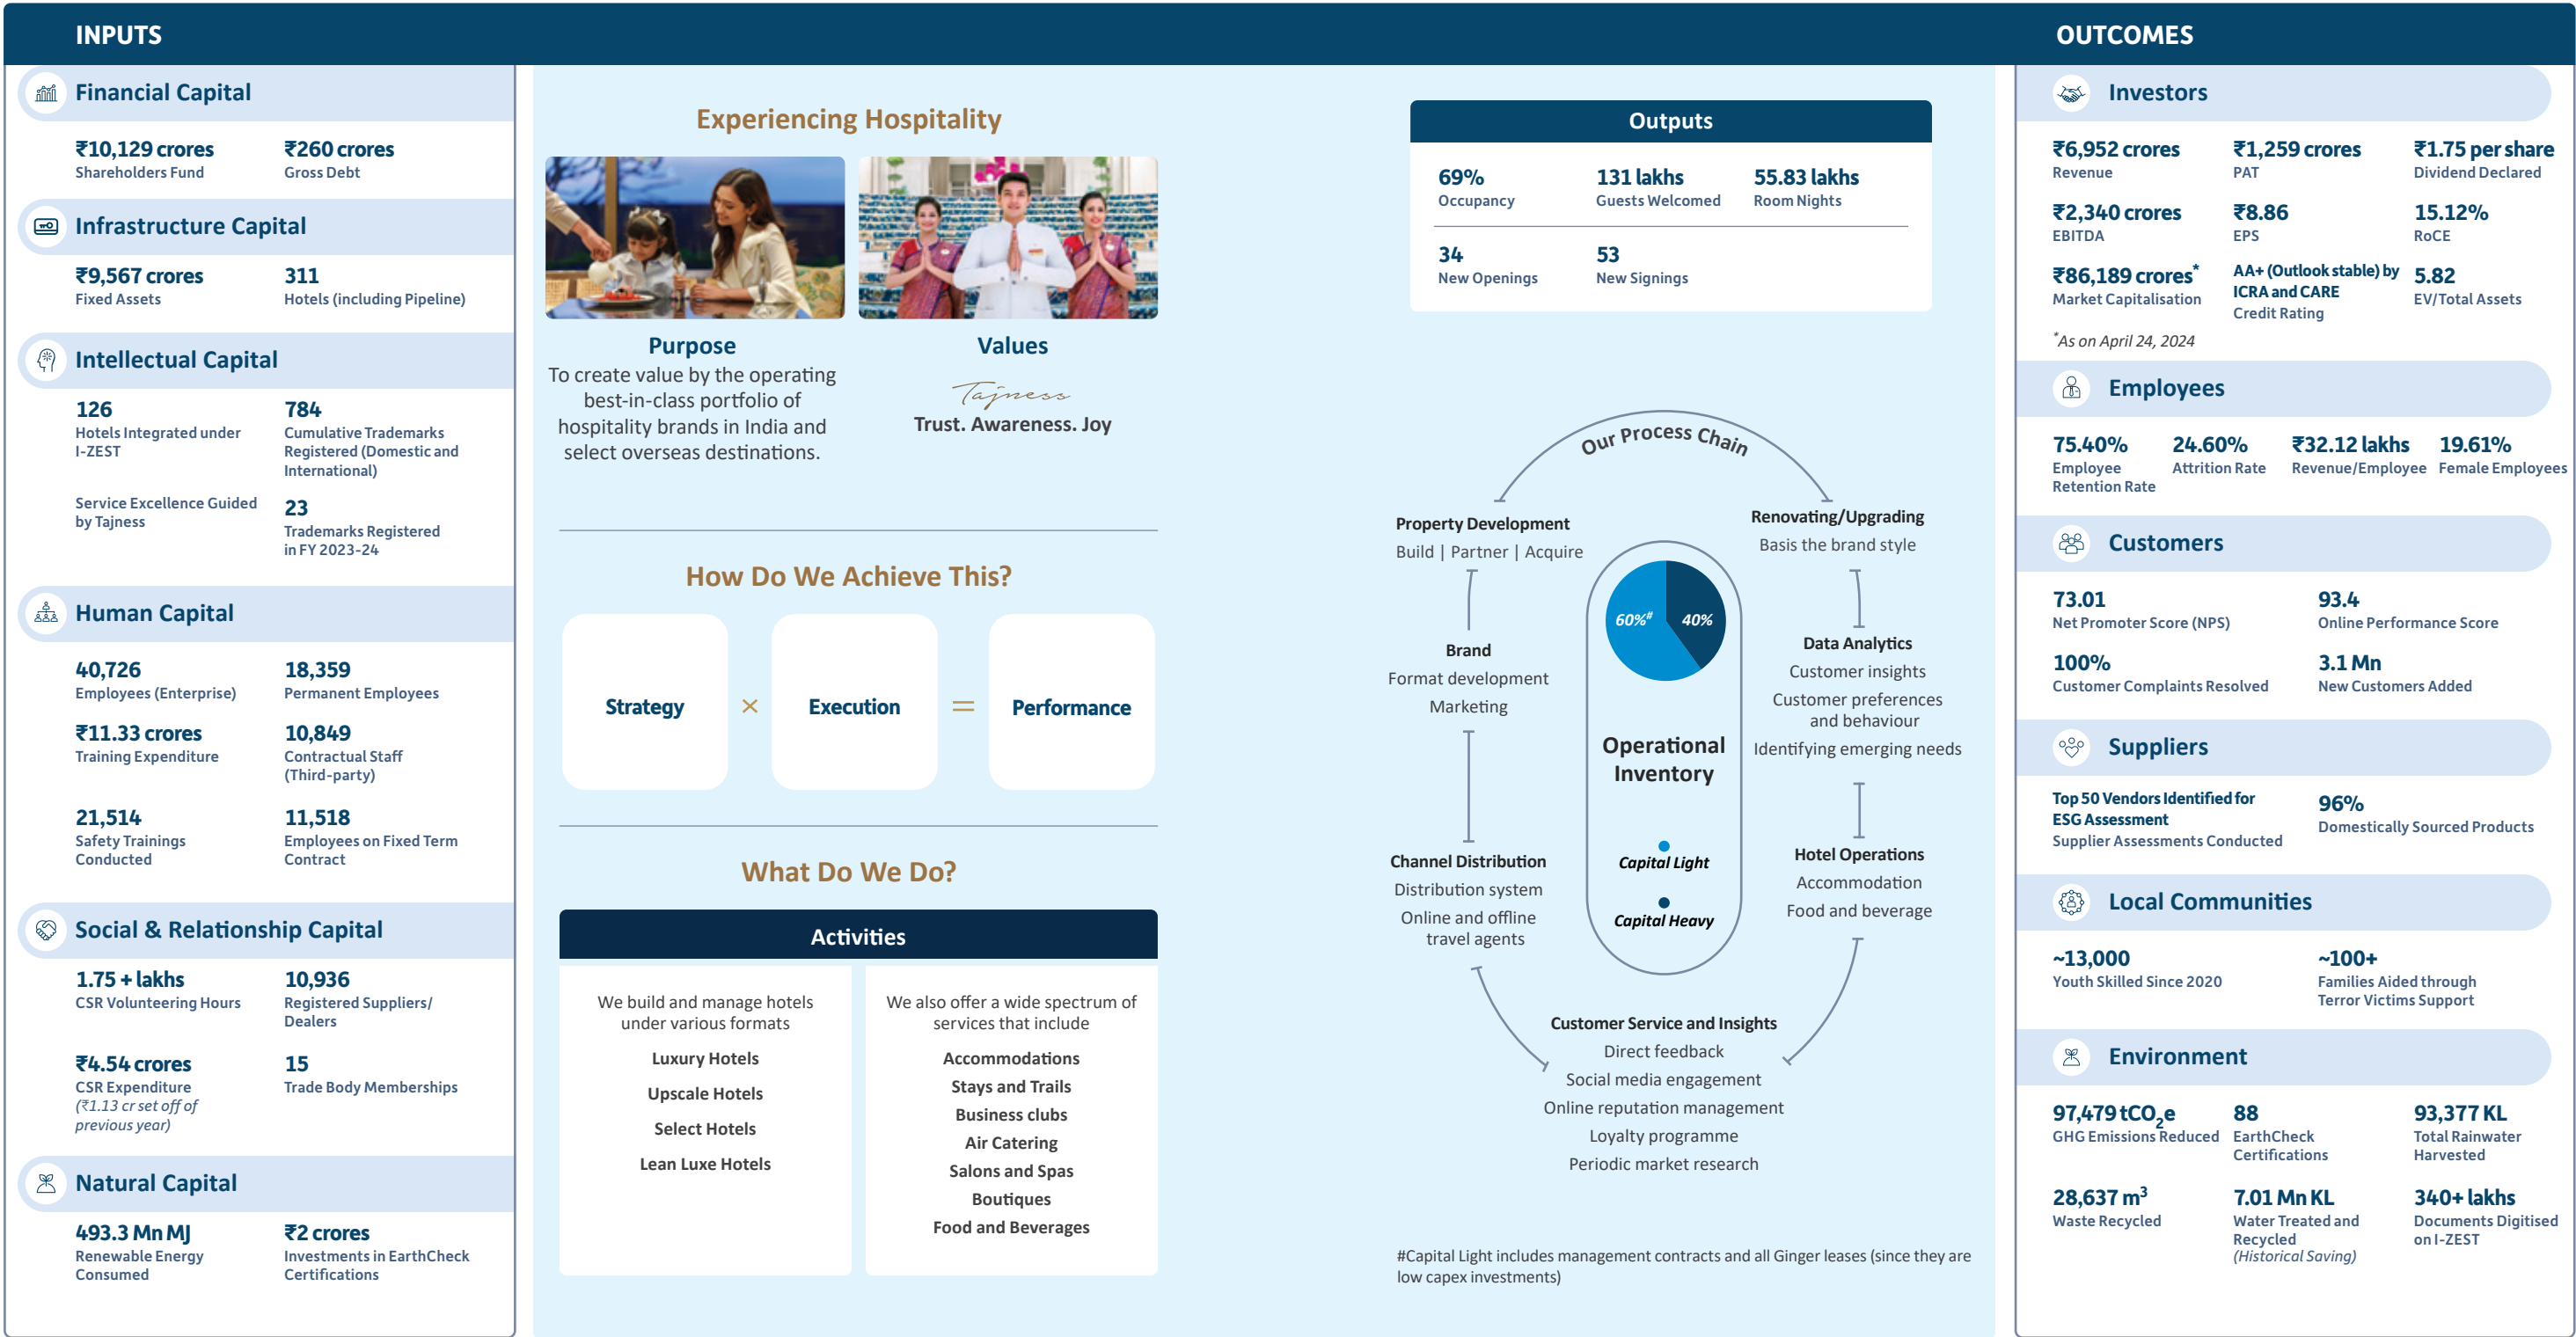 INPUTS
Financial Capital
₹10,129 crores
Shareholders Fund
₹260 crores
Gross Debt
Infrastructure Capital
₹9,567 crores
Fixed Assets
311
Hotels (including Pipeline)
Intellectual Capital
126
Hotels Integrated under
I-ZEST
784
Cumulative Trademarks
Registered (Domestic and
International)
Service Excellence Guided
by Tajness
23
Trademarks Registered
in FY 2023-24
Human Capital
40,726
Employees (Enterprise)
18,359
Permanent Employees
₹11.33 crores
Training Expenditure
10,849
Contractual Staff
(Third-party)
21,514
Safety Trainings
Conducted
11,518
Employees on Fixed Term
Contract
Social & Relationship Capital
1.75 + lakhs
CSR Volunteering Hours
10,936
Registered Suppliers/
Dealers
₹4.54 crores
CSR Expenditure
(₹1.13 cr set off of
previous year)
15
Trade Body Memberships
Natural Capital
493.3 Mn MJ
Renewable Energy
Consumed
₹2 crores
Investments in EarthCheck
Certifications
Experiencing Hospitality
Purpose
To create value by the operating
best-in-class portfolio of
hospitality brands in India and
select overseas destinations.
Values
Tajness
Trust. Awareness. Joy
How Do We Achieve This?
Strategy × Execution = Performance
What Do We Do?
Activities
We build and manage hotels
under various formats
Luxury Hotels
Upscale Hotels
Select Hotels
Lean Luxe Hotels
We also offer a wide spectrum of
services that include
Accommodations
Stays and Trails
Business clubs
Air Catering
Salons and Spas
Boutiques
Food and Beverages
Outputs
69%
Occupancy
131 lakhs
Guests Welcomed
55.83 lakhs
Room Nights
34
New Openings
53
New Signings
Our Process Chain
Property Development
Build | Partner | Acquire
Brand
Format development
Marketing
Channel Distribution
Distribution system
Online and offline
travel agents
Customer Service and Insights
Direct feedback
Social media engagement
Online reputation management
Loyalty programme
Periodic market research
Renovating/Upgrading
Basis the brand style
Data Analytics
Customer insights
Customer preferences
and behaviour
Identifying emerging needs
Hotel Operations
Accommodation
Food and beverage
60%# 40%
Operational
Inventory
Capital Light
Capital Heavy
#Capital Light includes management contracts and all Ginger leases (since they are
low capex investments)
OUTCOMES
Investors
₹6,952 crores
Revenue
₹1,259 crores
PAT
₹1.75 per share
Dividend Declared
₹2,340 crores
EBITDA
₹8.86
EPS
15.12%
RoCE
₹86,189 crores*
Market Capitalisation
AA+ (Outlook stable) by
ICRA and CARE
Credit Rating
5.82
EV/Total Assets
*As on April 24, 2024
Employees
75.40%
Employee
Retention Rate
24.60%
Attrition Rate
₹32.12 lakhs
Revenue/Employee
19.61%
Female Employees
Customers
73.01
Net Promoter Score (NPS)
93.4
Online Performance Score
100%
Customer Complaints Resolved
3.1 Mn
New Customers Added
Suppliers
Top 50 Vendors Identified for
ESG Assessment
Supplier Assessments Conducted
96%
Domestically Sourced Products
Local Communities
~13,000
Youth Skilled Since 2020
~100+
Families Aided through
Terror Victims Support
Environment
97,479 tCO₂e
GHG Emissions Reduced
88
EarthCheck
Certifications
93,377 KL
Total Rainwater
Harvested
28,637 m³
Waste Recycled
7.01 Mn KL
Water Treated and
Recycled
(Historical Saving)
340+ lakhs
Documents Digitised
on I-ZEST